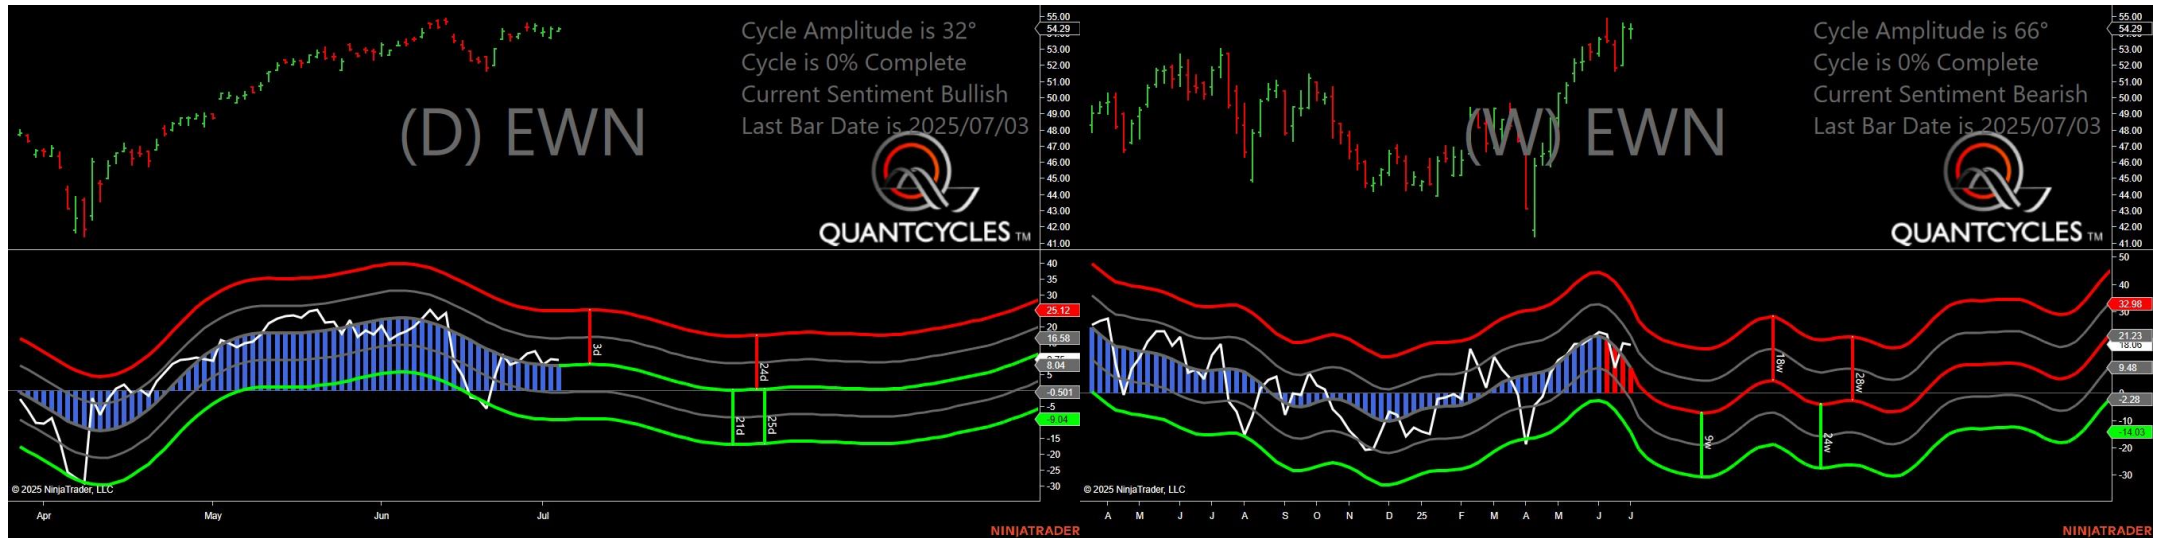 Cycle Amplitude is 32°
Cycle is 0% Complete
Current Sentiment Bullish
Last Bar Date is 2025/07/03
(D) EWN
QUANTCYCLES TM
55.00
54.29
53.00
52.00
51.00
50.00
49.00
48.00
47.00
46.00
45.00
44.00
43.00
42.00
41.00
40
35
30
25.12
20
16.58
8.04
5
-0.501
-5
-9.04
-15
-20
-25
-30
3d
24d
21d
25d
© 2025 NinjaTrader, LLC
Apr May Jun Jul
NINJATRADER
Cycle Amplitude is 66°
Cycle is 0% Complete
Current Sentiment Bearish
Last Bar Date is 2025/07/03
(W) EWN
QUANTCYCLES TM
55.00
54.29
53.00
52.00
51.00
50.00
49.00
48.00
47.00
46.00
45.00
44.00
43.00
42.00
41.00
50
40
32.98
30
21.23
18.06
9.48
0
-2.28
-10
-14.03
-20
-30
18w
28w
9w
24w
© 2025 NinjaTrader, LLC
A M J J A S O N D 25 F M A M J J
NINJATRADER